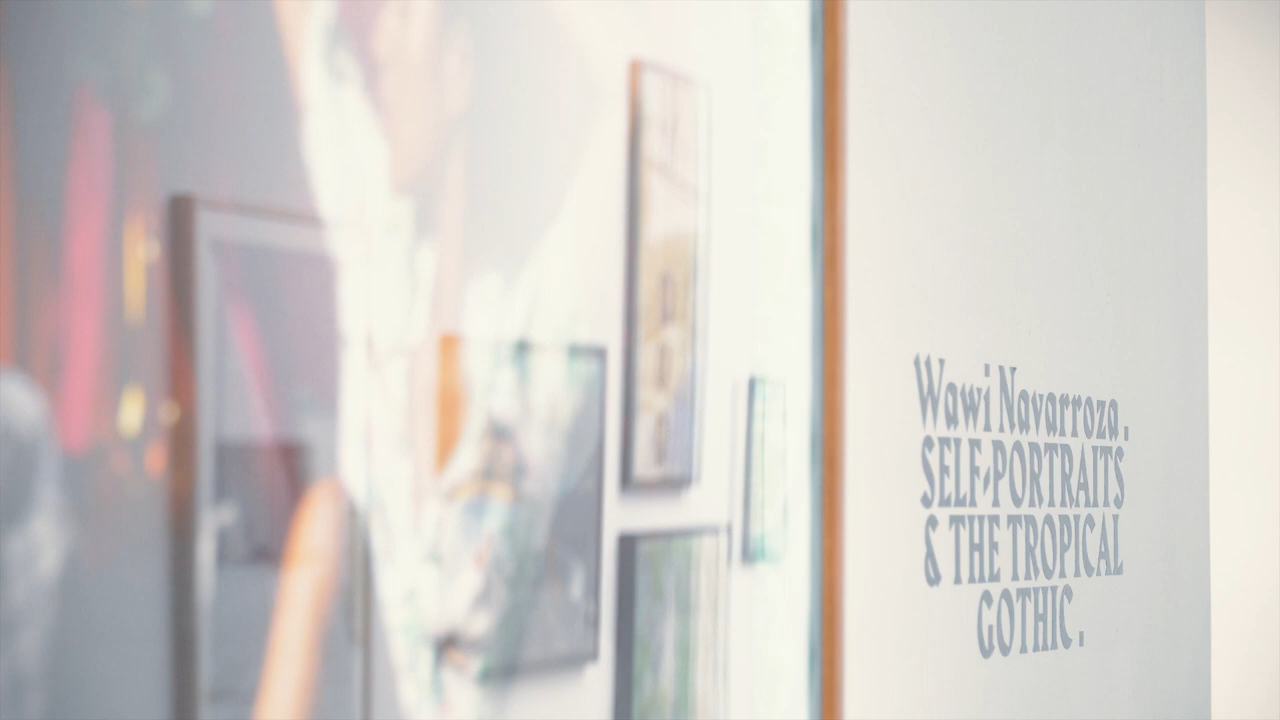 Wawi Navarroza.
SELF-PORTRAITS
& THE TROPICAL
GOTHIC.